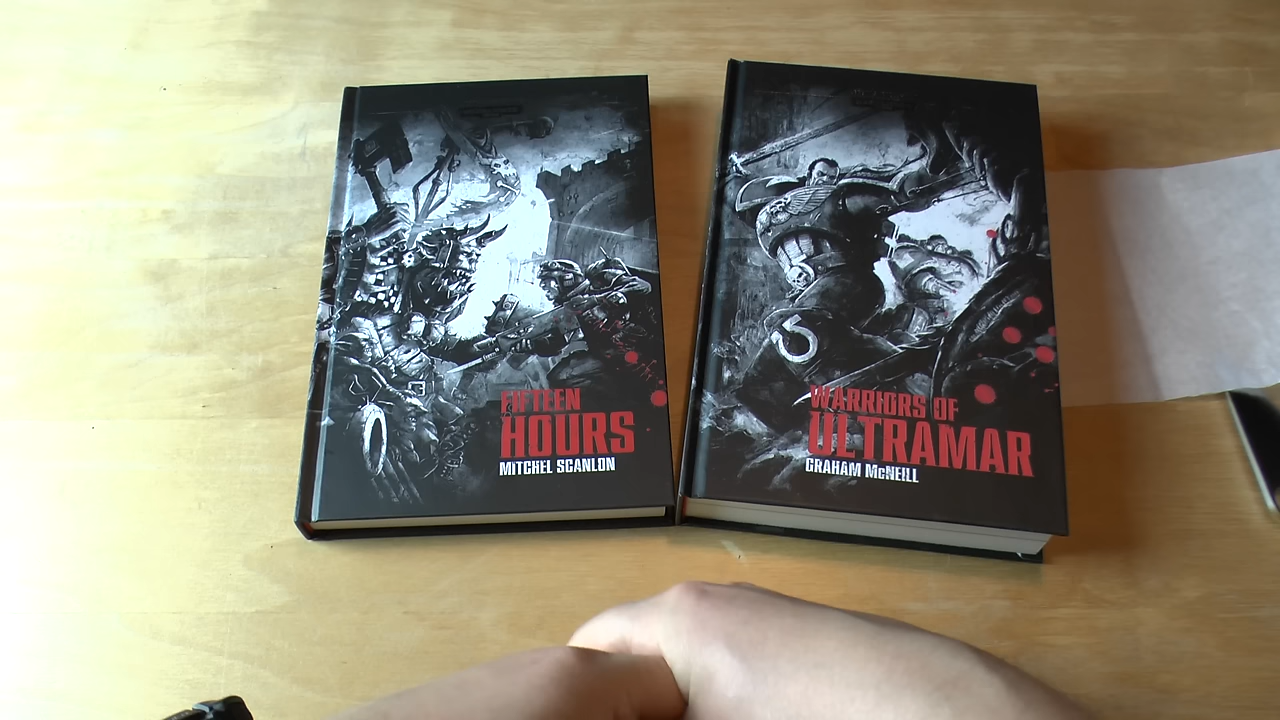 FIFTEEN
HOURS
MITCHEL SCANLON
WARRIORS OF
ULTRAMAR
GRAHAM McNEILL